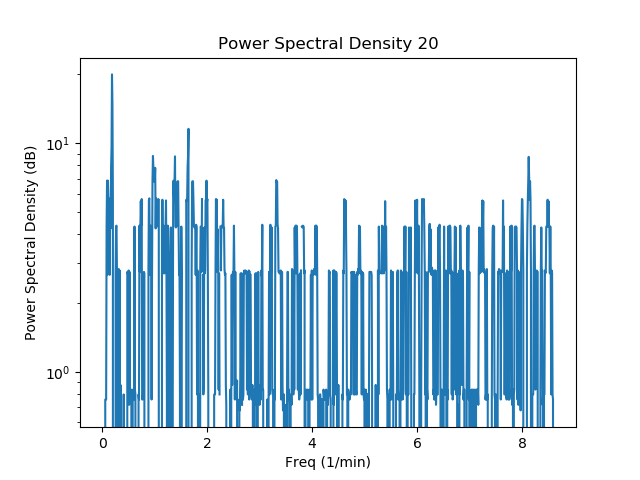 Power Spectral Density 20
Power Spectral Density (dB)
10¹
10⁰
0 2 4 6 8
Freq (1/min)